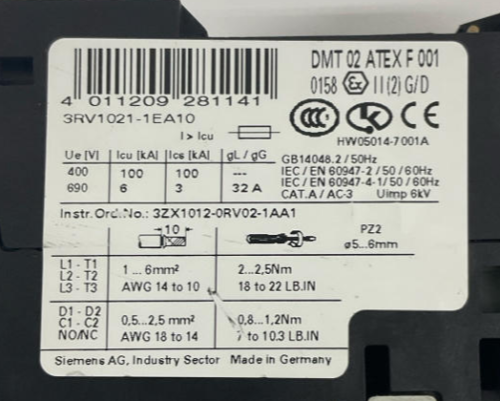 DMT 02 ATEX F 001
0158 Ex II (2) G/D
4 011209 281141
3RV1021-1EA10
I > Icu
CCC CE
HW05014-7001A
Ue [V] Icu [kA] Ics [kA] gL / gG
400 100 100 ---
690 6 3 32 A
GB14048.2 / 50Hz
IEC / EN 60947-2 / 50 / 60Hz
IEC / EN 60947-4-1/ 50 / 60Hz
CAT. A / AC-3 Uimp 6kV
Instr.Ord.No.: 3ZX1012-0RV02-1AA1
10
PZ2
ø5...6mm
L1 - T1
L2 - T2
L3 - T3
1 ... 6mm²
AWG 14 to 10
2...2,5Nm
18 to 22 LB.IN
D1 - D2
C1 - C2
NO/NC
0,5...2,5 mm²
AWG 18 to 14
0,8...1,2Nm
7 to 10.3 LB.IN
Siemens AG, Industry Sector Made in Germany